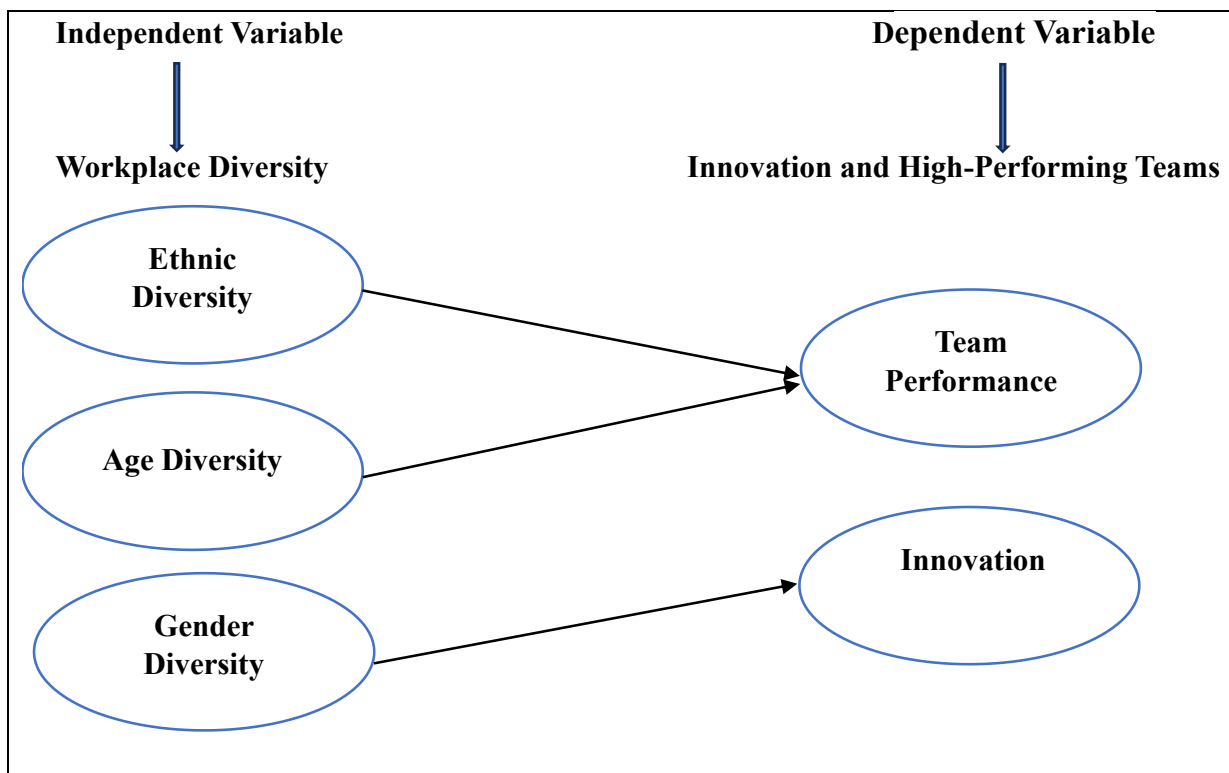 Independent Variable
Dependent Variable
Workplace Diversity
Innovation and High-Performing Teams
Ethnic
Diversity
Team
Performance
Age Diversity
Innovation
Gender
Diversity